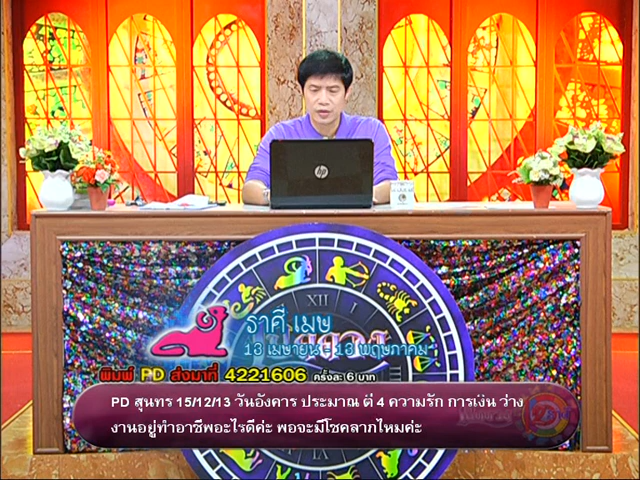 hp
XII
I
ราศี เมษ
13 เมษายน - 13 พฤษภาคม
พิมพ์ PD ส่งมาที่ 4221606 ครั้งละ 6 บาท
PD สุนทร 15/12/13 วันอังคาร ประมาณ ตี 4 ความรัก การเงิน ว่าง
งานอยู่ทำอาชีพอะไรดีค่ะ พอจะมีโชคลาภไหมค่ะ